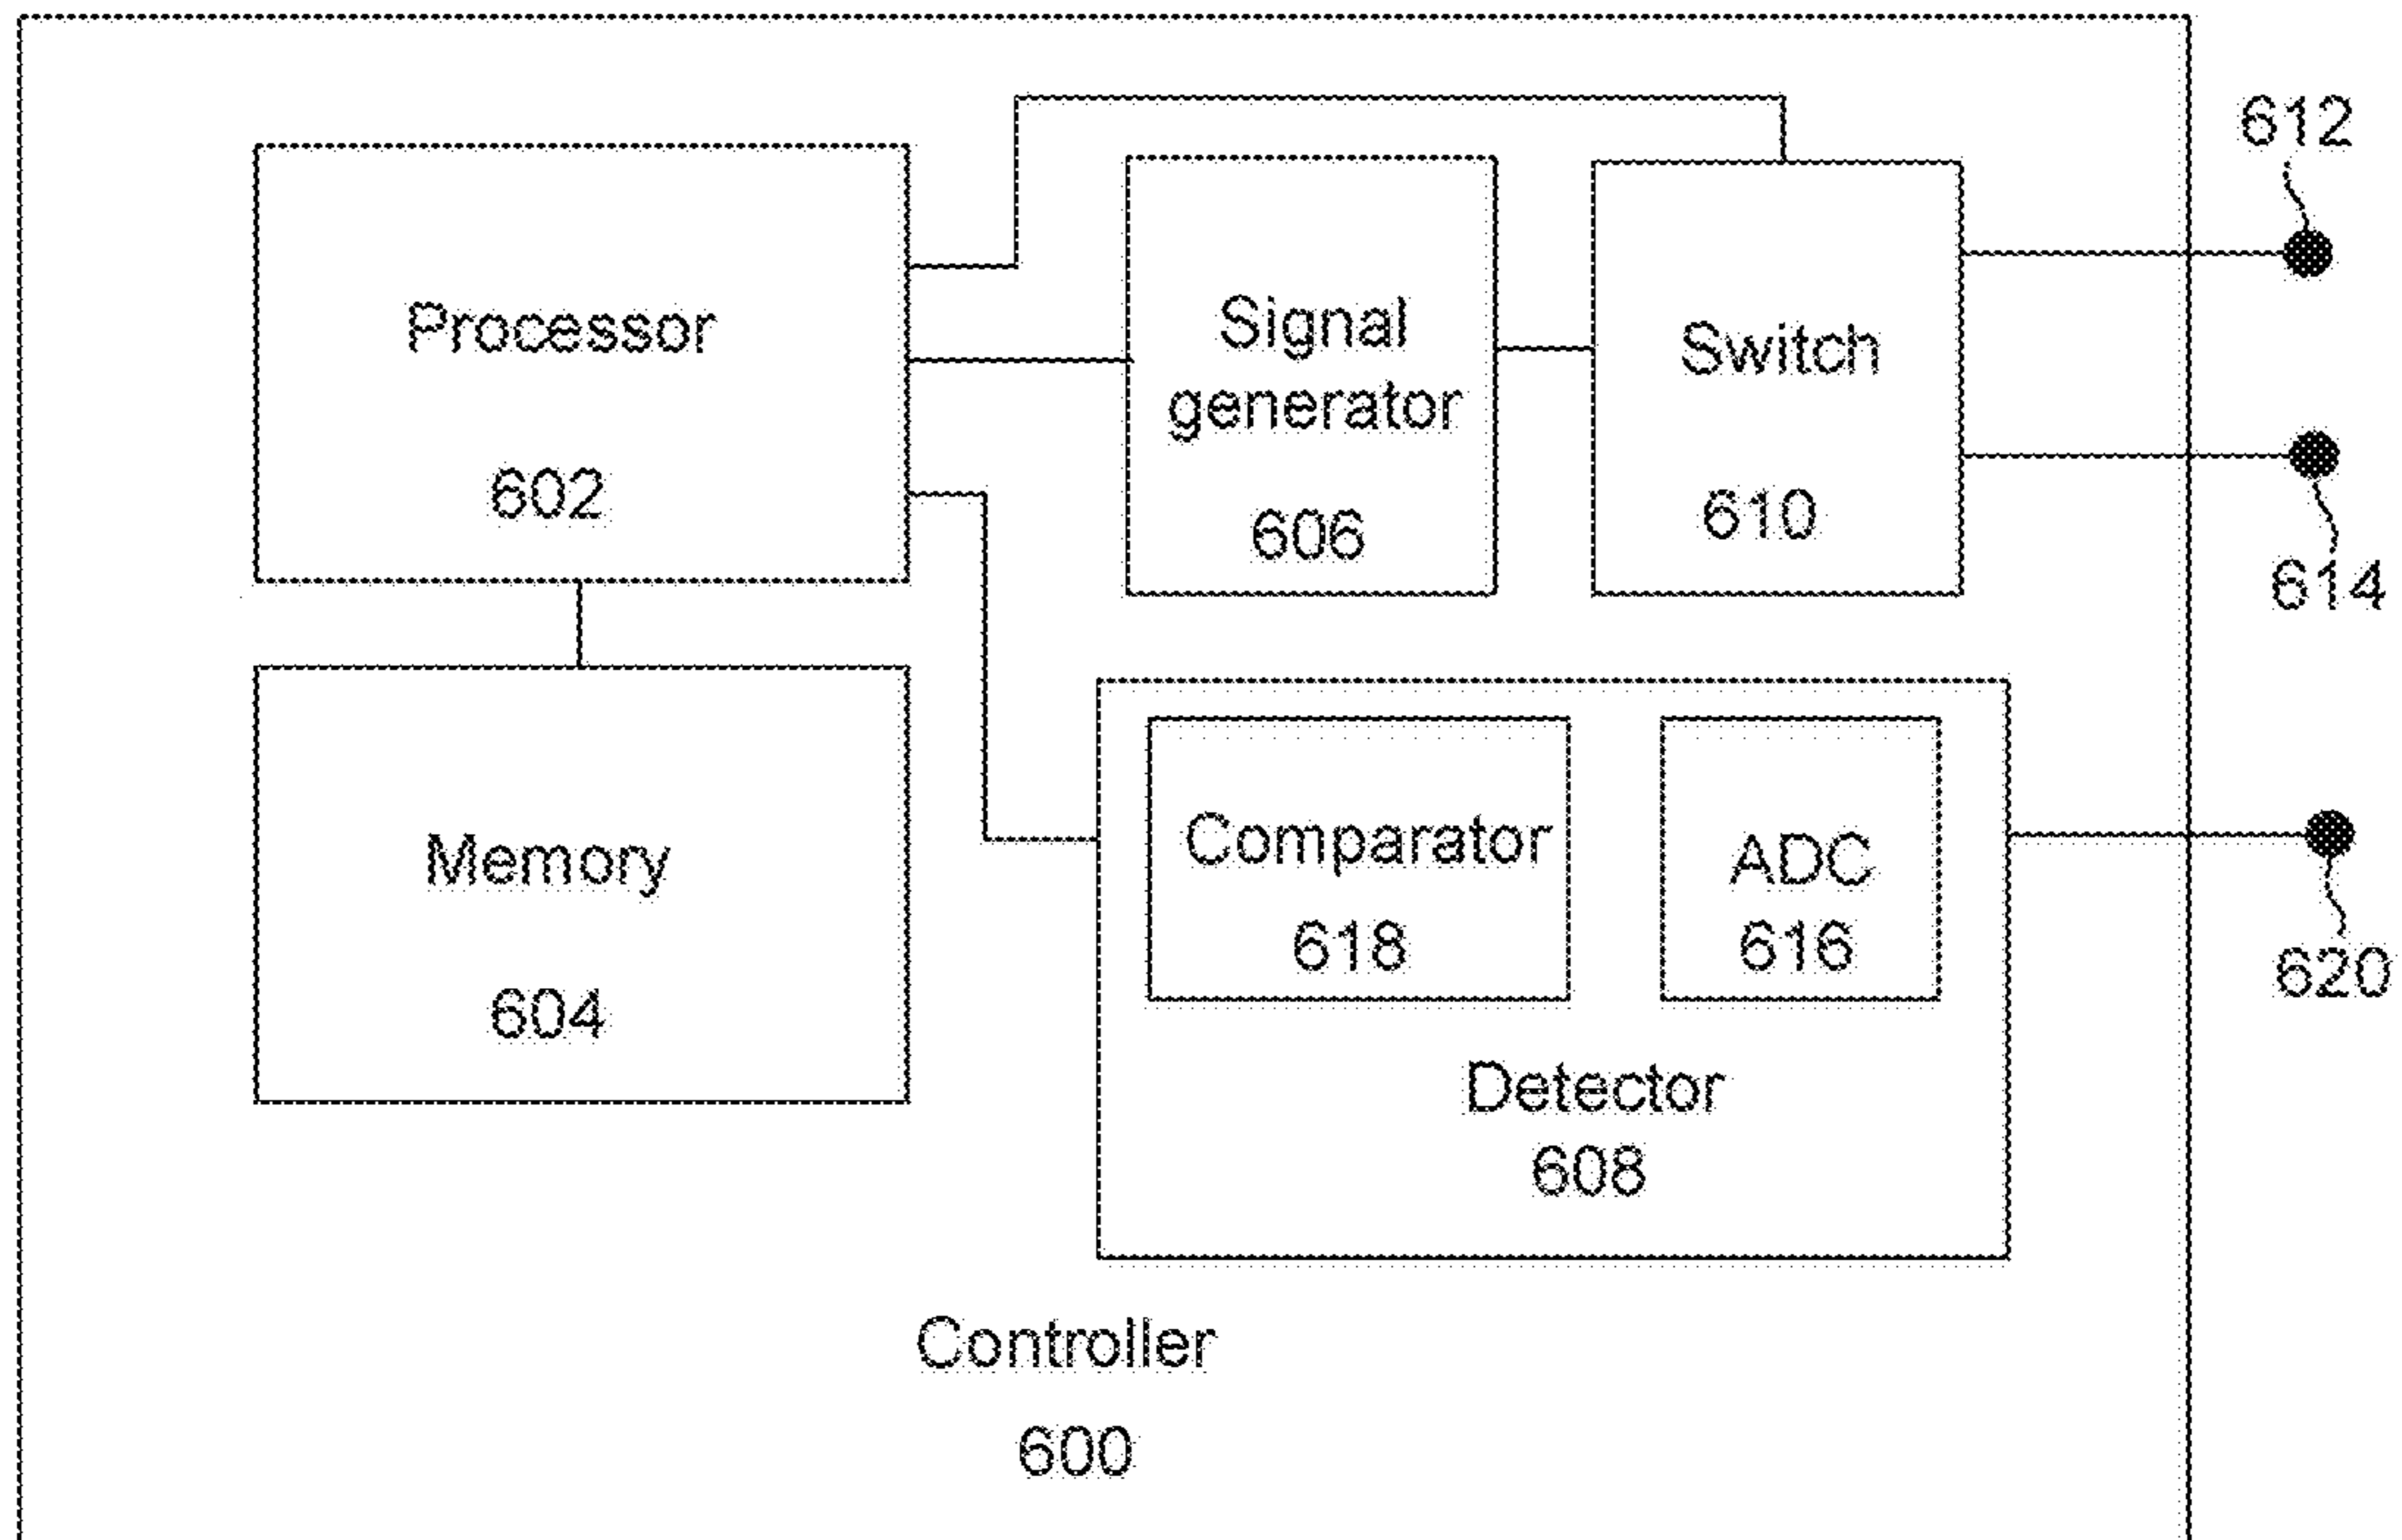 612
Processor
602
Signal
generator
606
Switch
610
614
Memory
604
Comparator
618
ADC
616
620
Detector
608
Controller
600